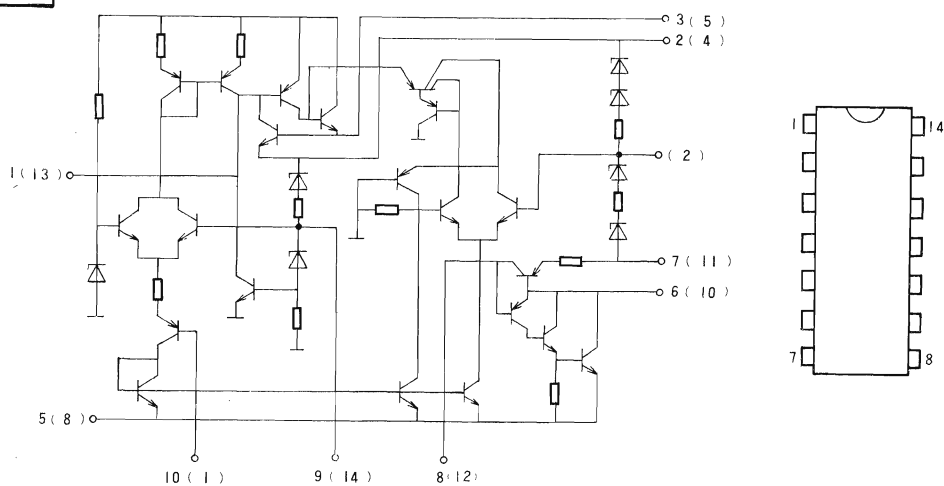 3 ( 5 )
2 ( 4 )
1
14
( 2 )
1 ( 13 )
7 ( 11 )
6 ( 10 )
7
8
5 ( 8 )
10 ( 1 )
9 ( 14 )
8 ( 12 )